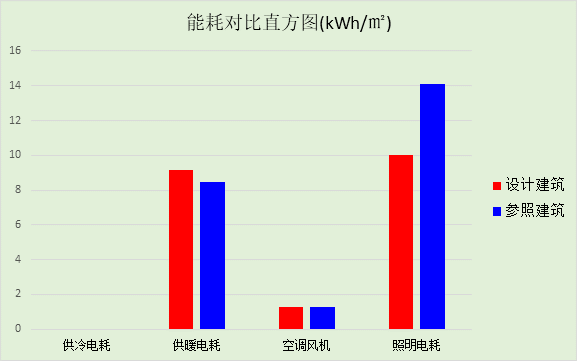 能耗对比直方图(kWh/㎡)
16
14
12
10
8
6
4
2
0
供冷电耗
供暖电耗
空调风机
照明电耗
设计建筑
参照建筑